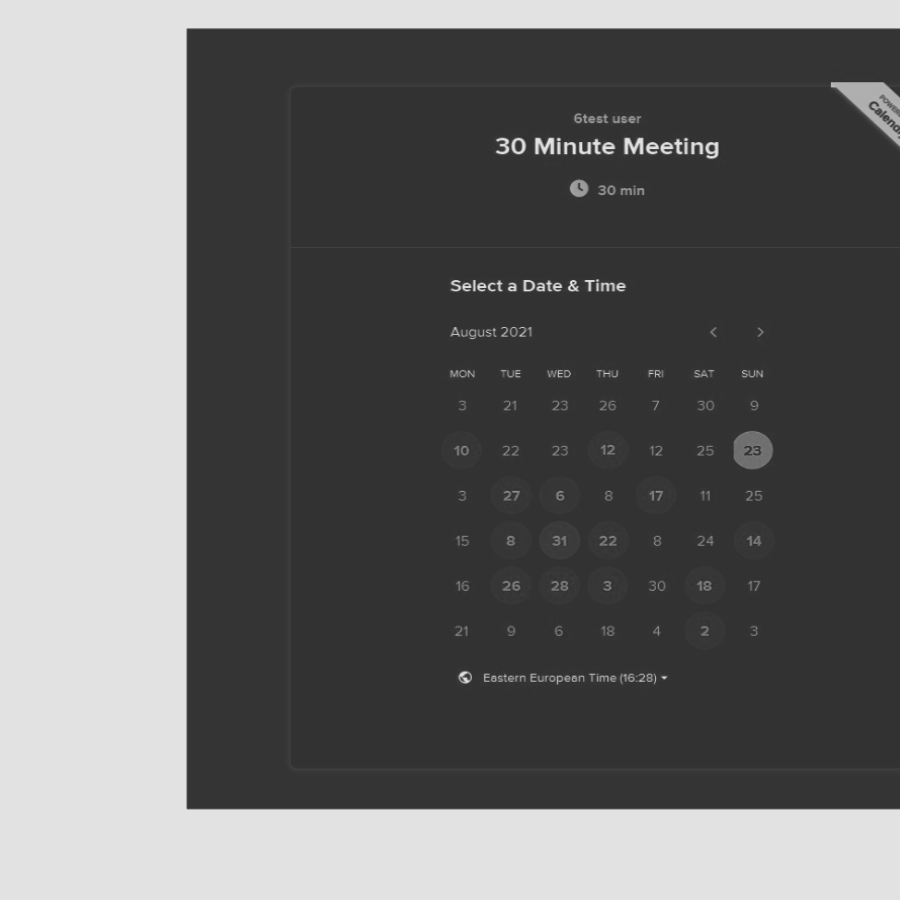 6test user
30 Minute Meeting
30 min
Select a Date & Time
August 2021
MON TUE WED THU FRI SAT SUN
3 21 23 26 7 30 9
10 22 23 12 12 25 23
3 27 6 8 17 11 25
15 8 31 22 8 24 14
16 26 28 3 30 18 17
21 9 6 18 4 2 3
Eastern European Time (16:28)